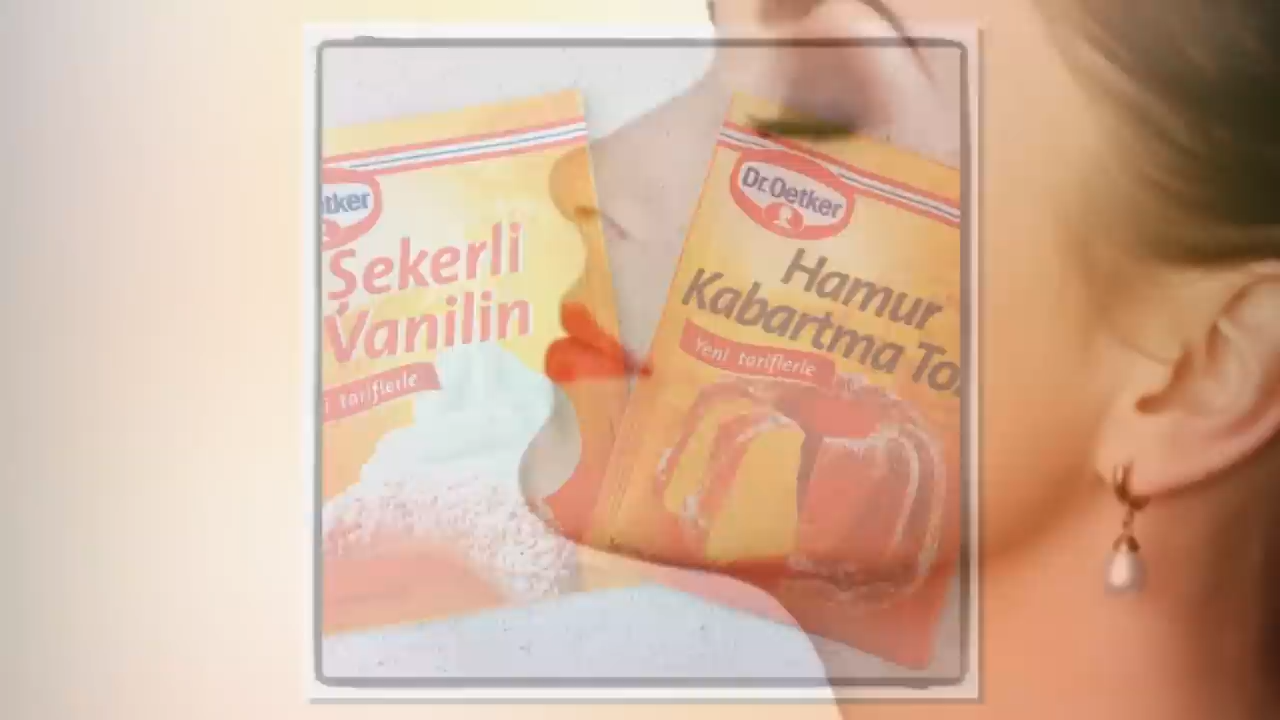 etker
Şekerli
Vanilin
i tariflerle
Dr.Oetker
Hamur
Kabartma To
Yeni tariflerle